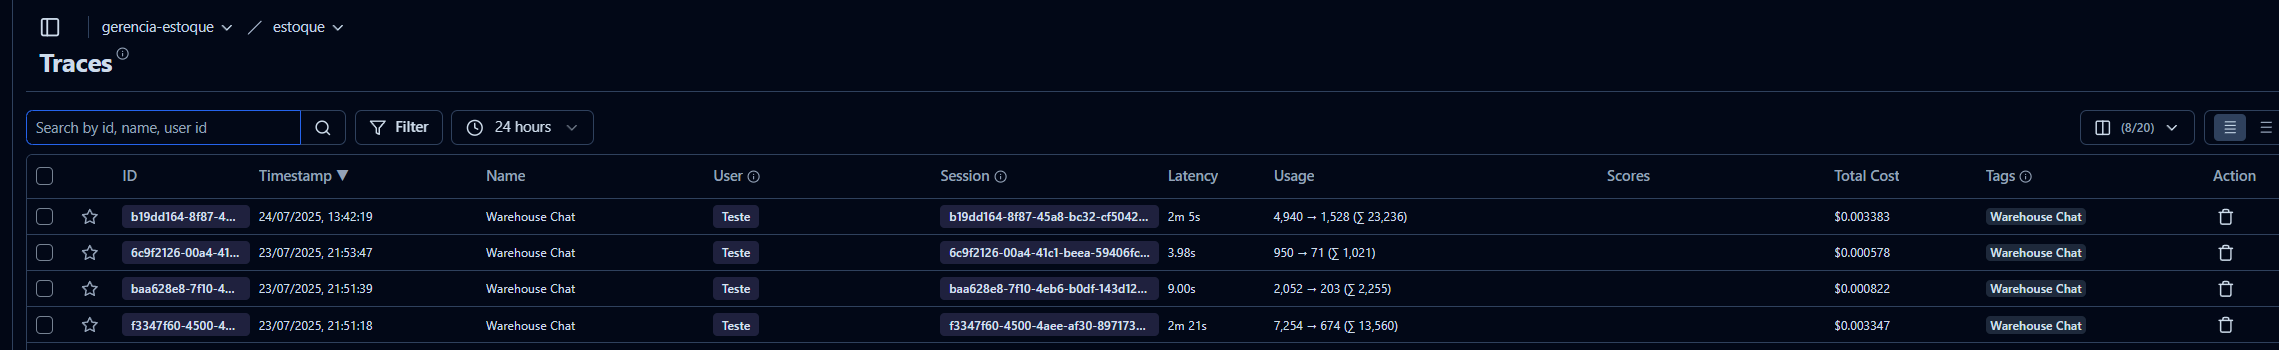 gerencia-estoque / estoque
Traces
Search by id, name, user id Filter 24 hours (8/20)
ID Timestamp ▼ Name User Session Latency Usage Scores Total Cost Tags Action
b19dd164-8f87-4... 24/07/2025, 13:42:19 Warehouse Chat Teste b19dd164-8f87-45a8-bc32-cf5042... 2m 5s 4,940 → 1,528 (∑ 23,236) $0.003383 Warehouse Chat
6c9f2126-00a4-41... 23/07/2025, 21:53:47 Warehouse Chat Teste 6c9f2126-00a4-41c1-beea-59406fc... 3.98s 950 → 71 (∑ 1,021) $0.000578 Warehouse Chat
baa628e8-7f10-4... 23/07/2025, 21:51:39 Warehouse Chat Teste baa628e8-7f10-4eb6-b0df-143d12... 9.00s 2,052 → 203 (∑ 2,255) $0.000822 Warehouse Chat
f3347f60-4500-4... 23/07/2025, 21:51:18 Warehouse Chat Teste f3347f60-4500-4aee-af30-897173... 2m 21s 7,254 → 674 (∑ 13,560) $0.003347 Warehouse Chat